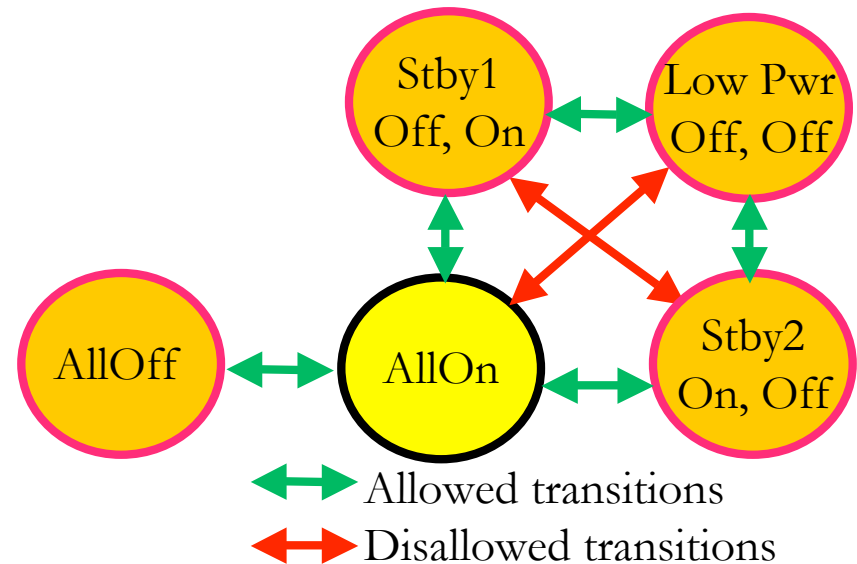 Stby1
Off, On
Low Pwr
Off, Off
AllOff
AllOn
Stby2
On, Off
Allowed transitions
Disallowed transitions